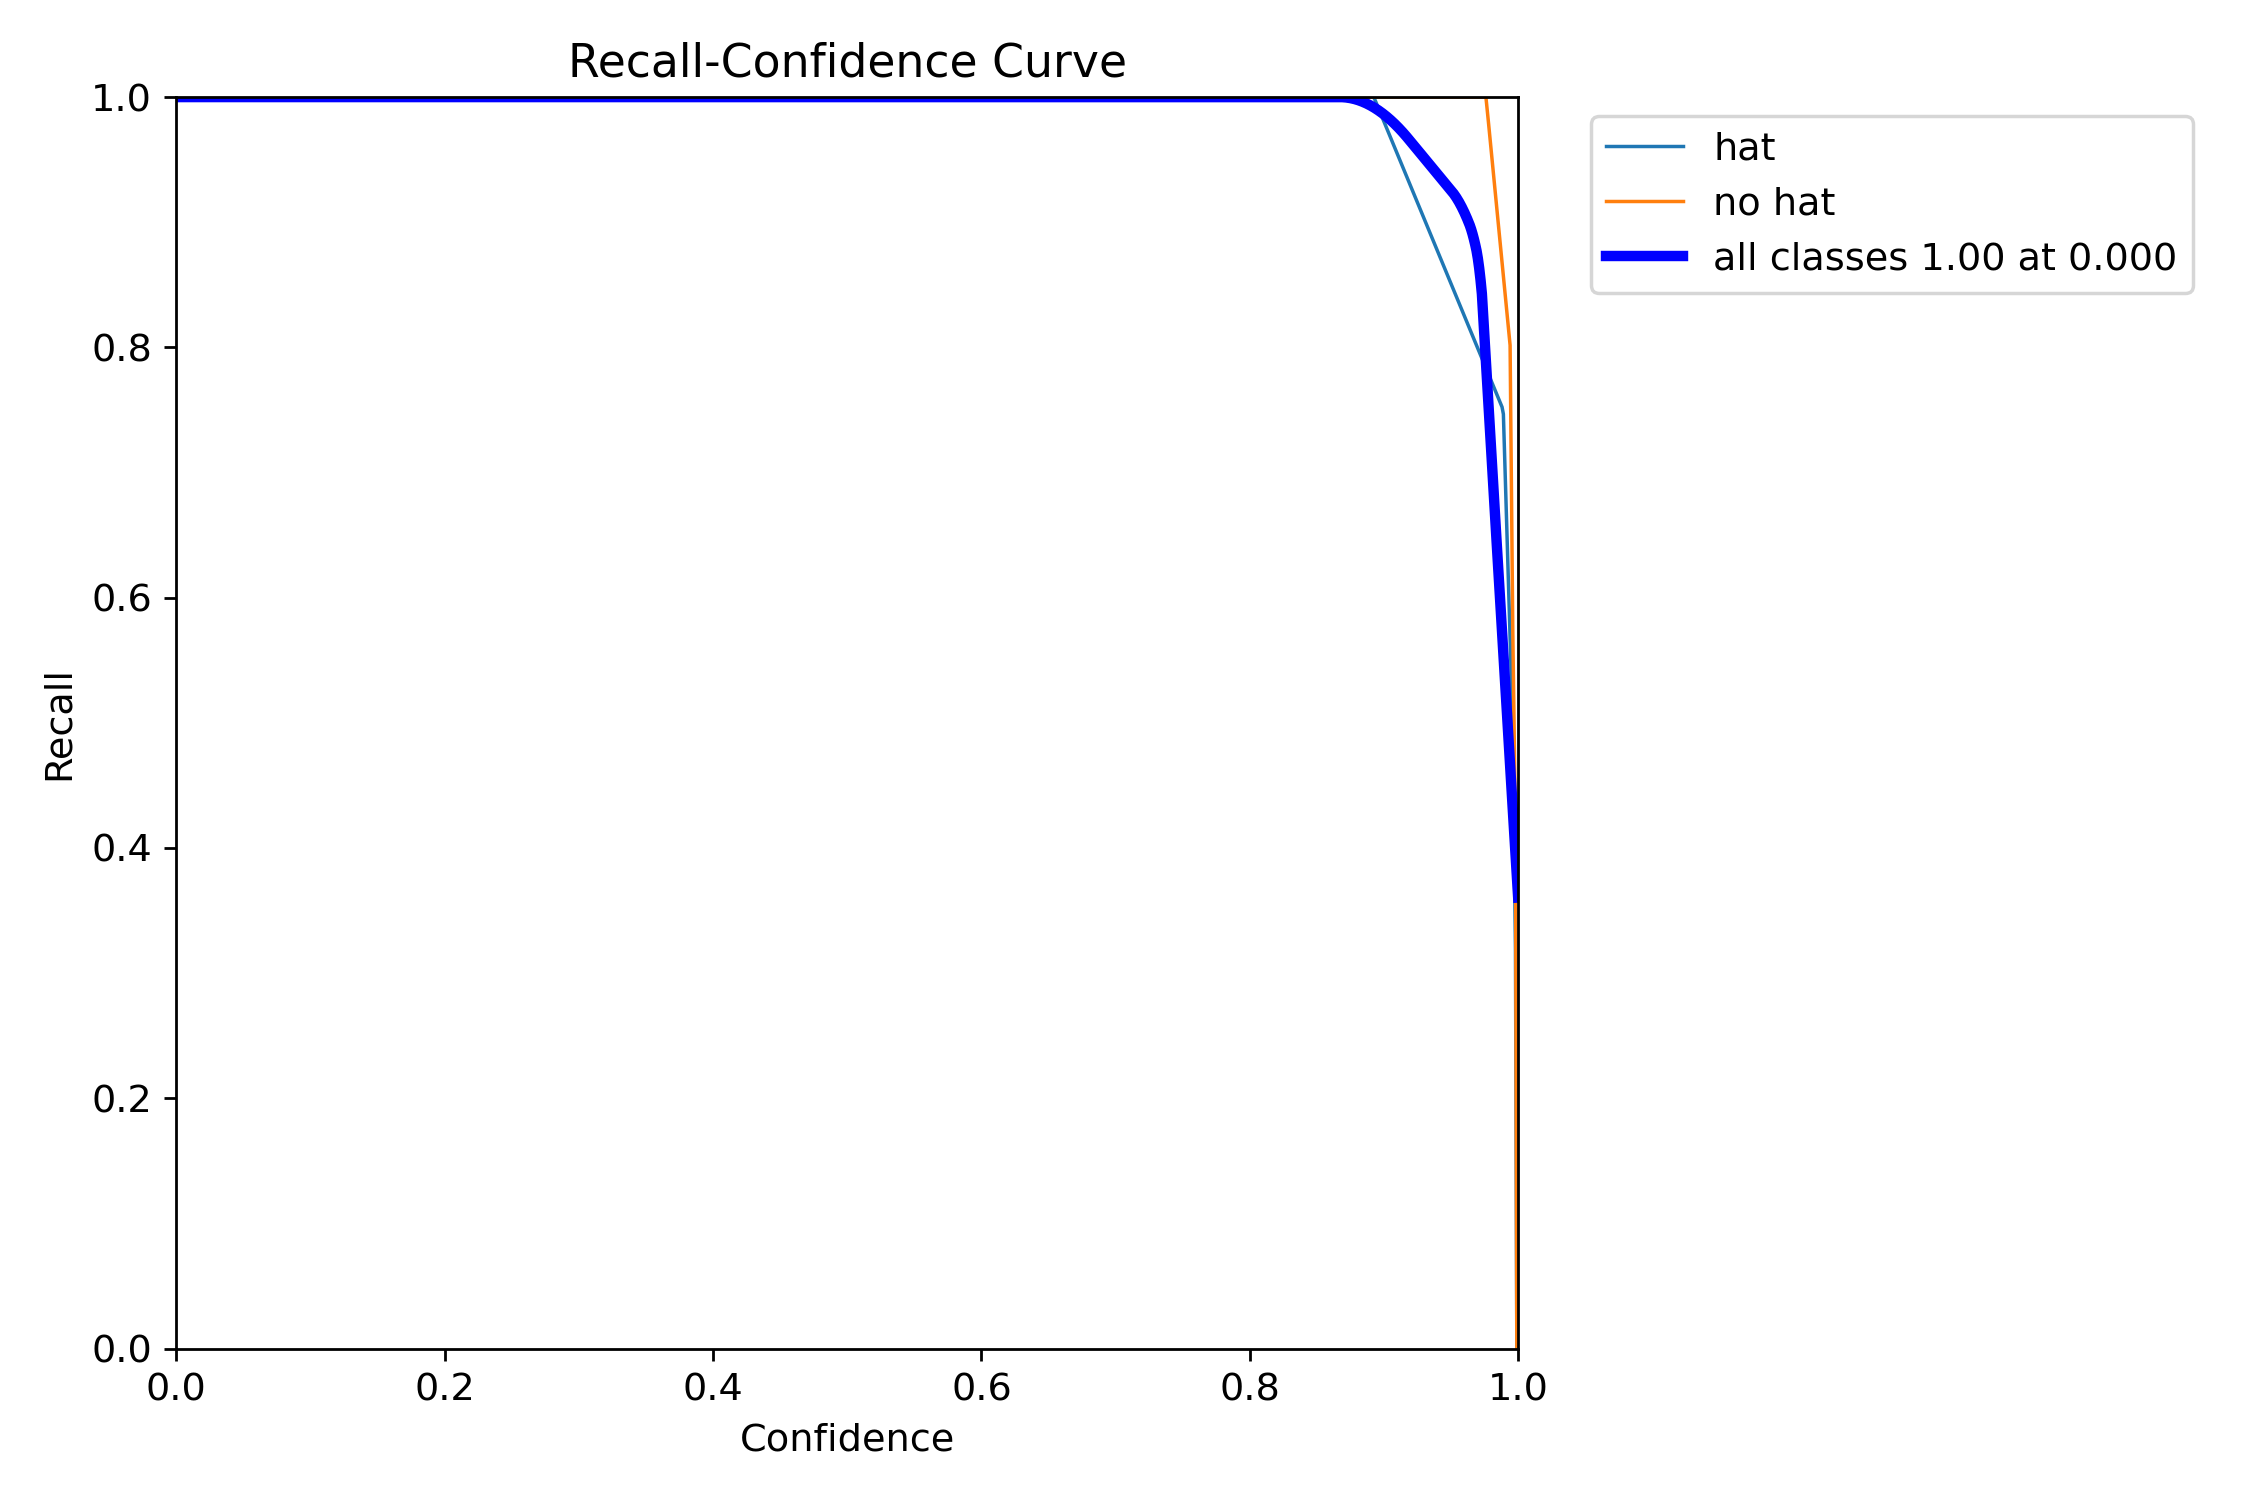 Recall-Confidence Curve
1.0
0.8
0.6
0.4
0.2
0.0
Recall
0.0 0.2 0.4 0.6 0.8 1.0
Confidence
hat
no hat
all classes 1.00 at 0.000